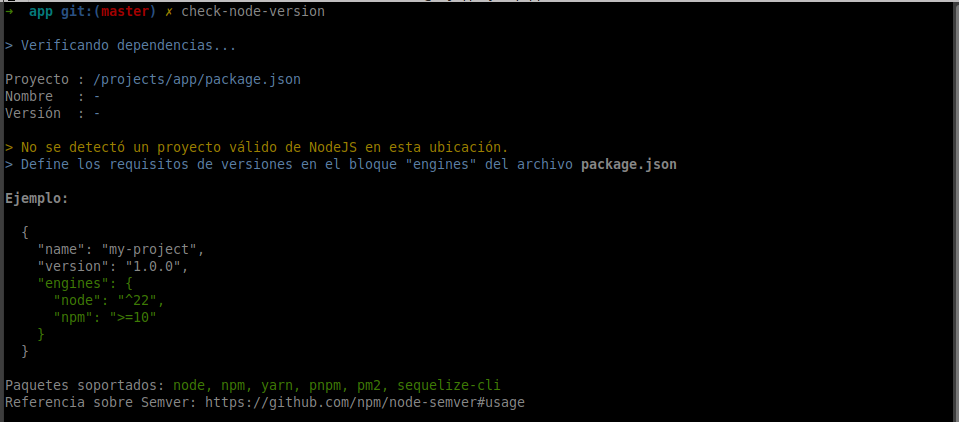 → app git:(master) ✗ check-node-version
> Verificando dependencias...
Proyecto : /projects/app/package.json
Nombre   : -
Versión  : -
> No se detectó un proyecto válido de NodeJS en esta ubicación.
> Define los requisitos de versiones en el bloque "engines" del archivo package.json
Ejemplo:
  {
    "name": "my-project",
    "version": "1.0.0",
    "engines": {
      "node": "^22",
      "npm": ">=10"
    }
  }
Paquetes soportados: node, npm, yarn, pnpm, pm2, sequelize-cli
Referencia sobre Semver: https://github.com/npm/node-semver#usage